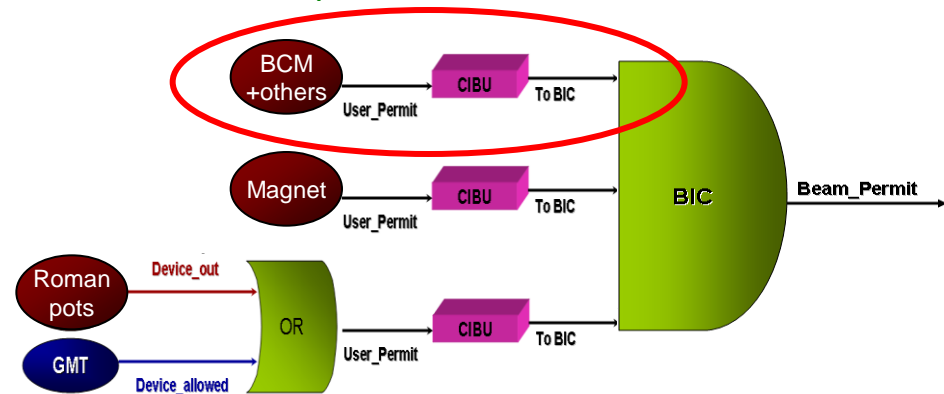 BCM
+others
User_Permit
CIBU
To BIC
Magnet
User_Permit
CIBU
To BIC
BIC
Beam_Permit
Roman
pots
Device_out
GMT
Device_allowed
OR
User_Permit
CIBU
To BIC